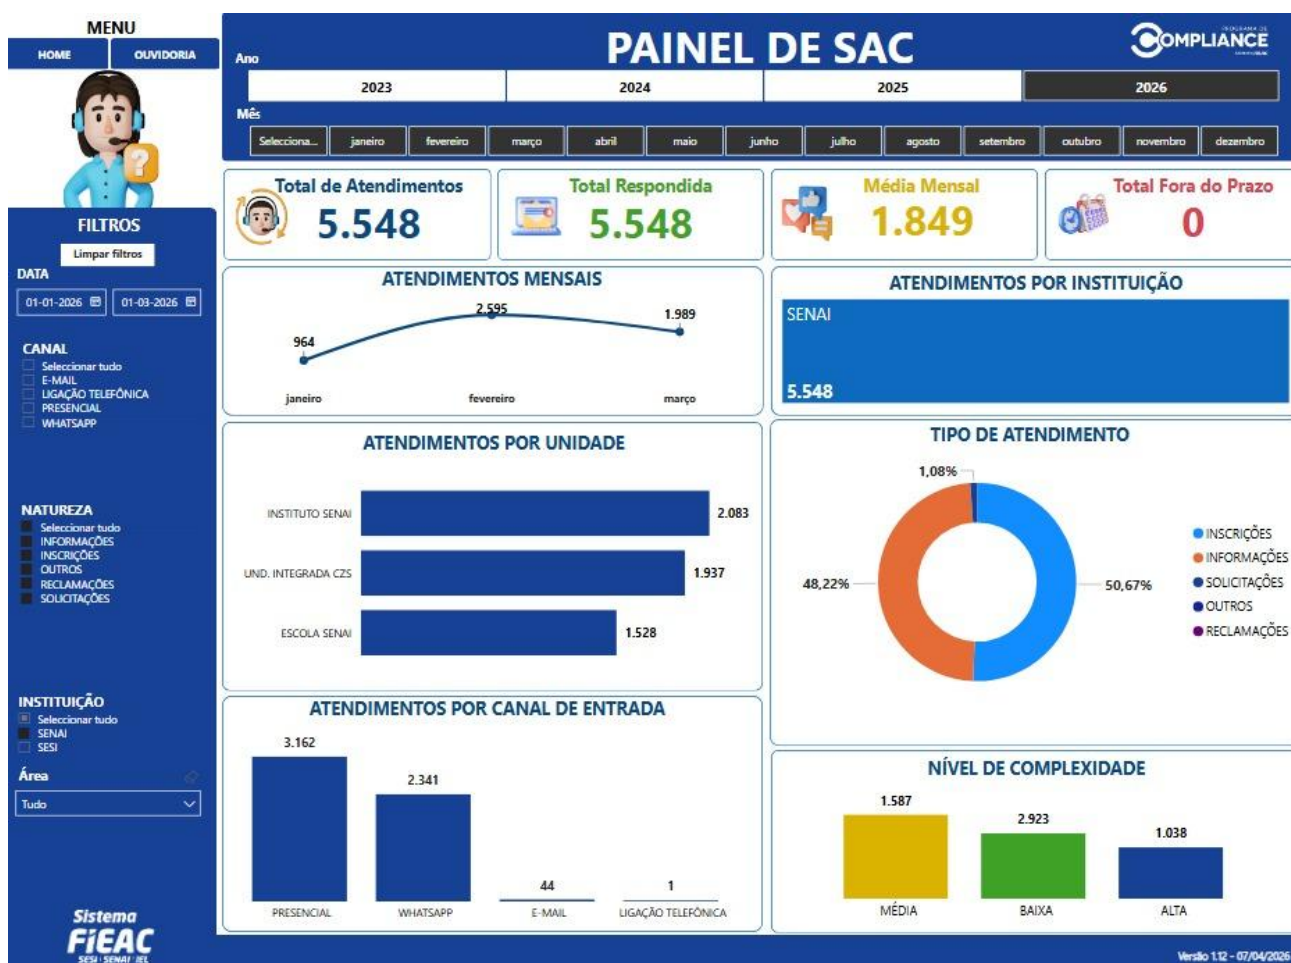 MENU
HOME
OUVIDORIA
PAINEL DE SAC
PROGRAMA DE
COMPLIANCE
Ano
2023
2024
2025
2026
Mês
Selecciona...
janeiro
fevereiro
março
abril
maio
junho
julho
agosto
setembro
outubro
novembro
dezembro
Total de Atendimentos
5.548
Total Respondida
5.548
Média Mensal
1.849
Total Fora do Prazo
0
FILTROS
Limpar filtros
DATA
01-01-2026
01-03-2026
CANAL
Seleccionar tudo
E-MAIL
LIGAÇÃO TELEFÔNICA
PRESENCIAL
WHATSAPP
NATUREZA
Seleccionar tudo
INFORMAÇÕES
INSCRIÇÕES
OUTROS
RECLAMAÇÕES
SOLICITAÇÕES
INSTITUIÇÃO
Seleccionar tudo
SENAI
SESI
Área
Tudo
Sistema
FiEAC
SESI · SENAI · IEL
ATENDIMENTOS MENSAIS
964
2.595
1.989
janeiro
fevereiro
março
ATENDIMENTOS POR INSTITUIÇÃO
SENAI
5.548
ATENDIMENTOS POR UNIDADE
INSTITUTO SENAI
2.083
UND. INTEGRADA CZS
1.937
ESCOLA SENAI
1.528
TIPO DE ATENDIMENTO
1,08%
48,22%
50,67%
INSCRIÇÕES
INFORMAÇÕES
SOLICITAÇÕES
OUTROS
RECLAMAÇÕES
ATENDIMENTOS POR CANAL DE ENTRADA
3.162
2.341
44
1
PRESENCIAL
WHATSAPP
E-MAIL
LIGAÇÃO TELEFÔNICA
NÍVEL DE COMPLEXIDADE
1.587
2.923
1.038
MÉDIA
BAIXA
ALTA
Versão 1.12 - 07/04/2026